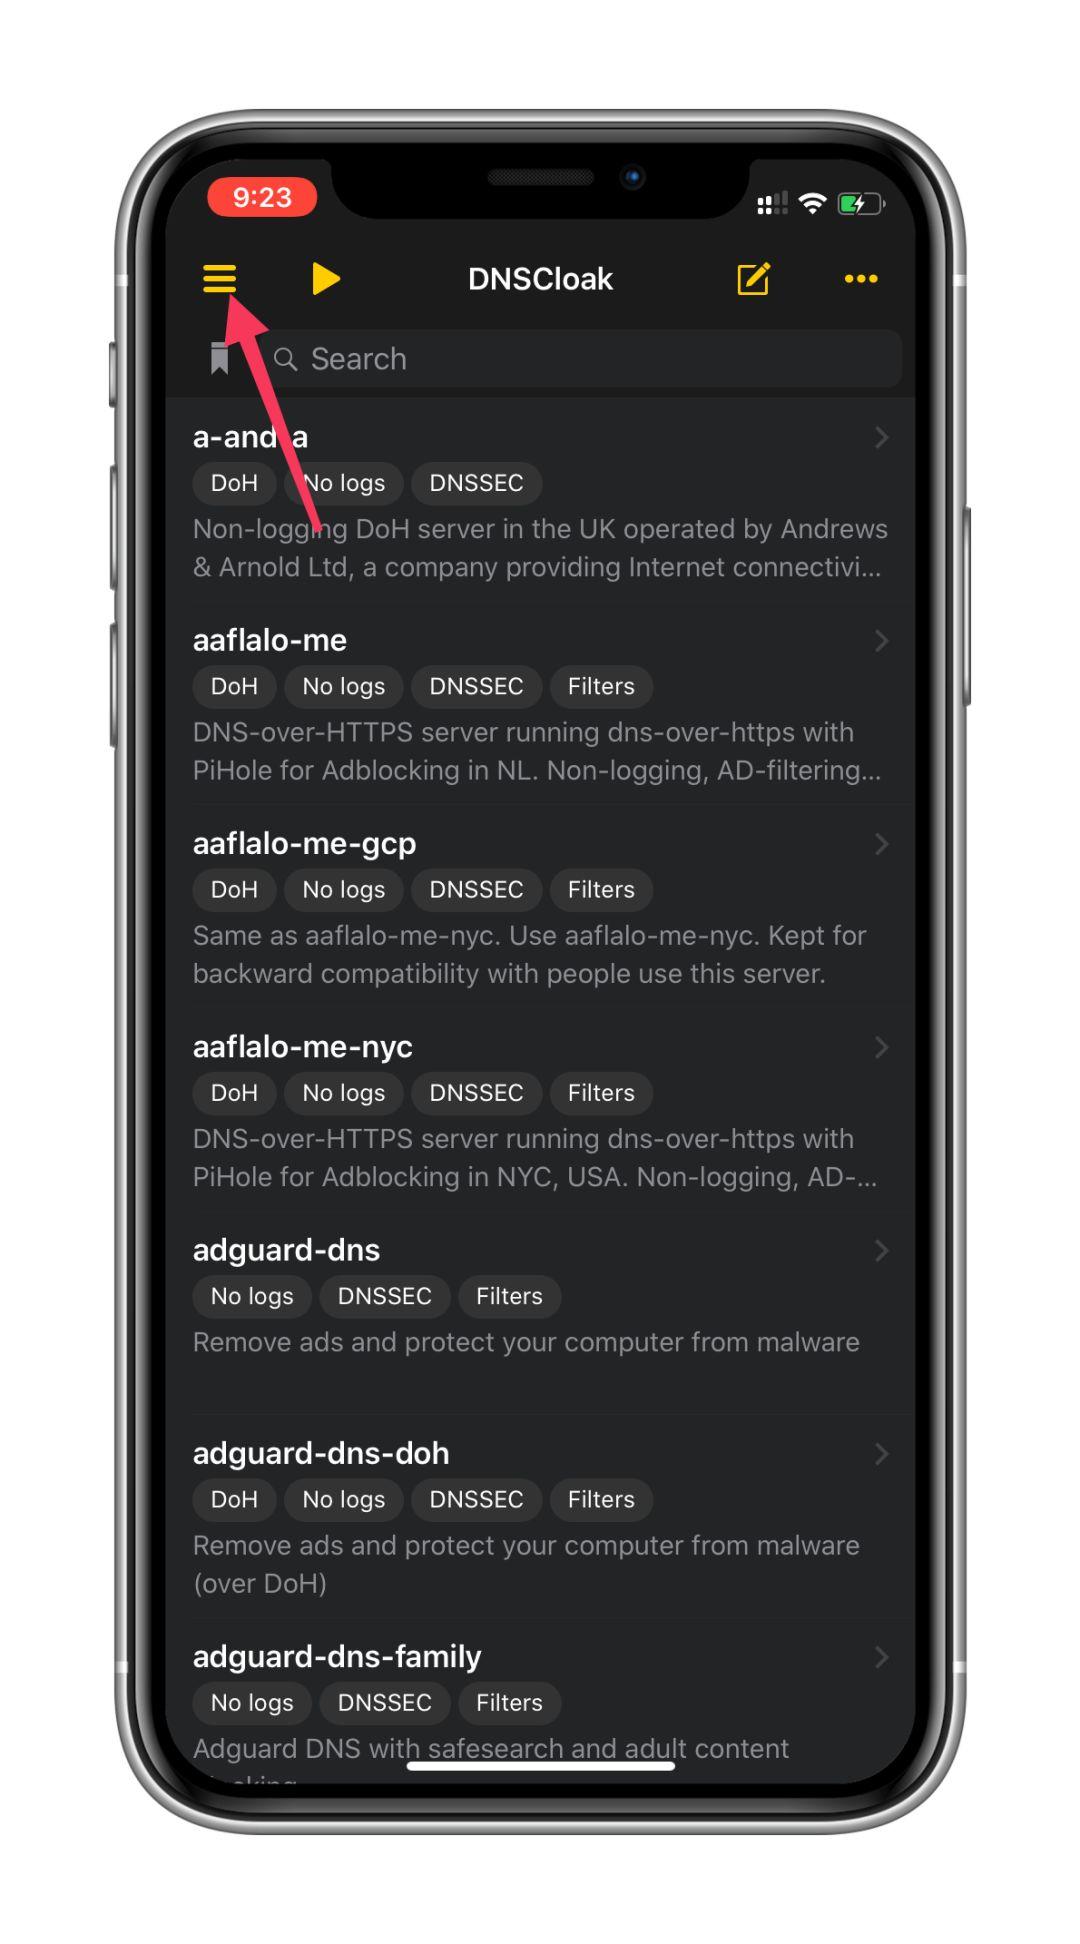 9:23
DNSCloak
Search
a-and a
DoH No logs DNSSEC
Non-logging DoH server in the UK operated by Andrews
& Arnold Ltd, a company providing Internet connectivi...
aaflalo-me
DoH No logs DNSSEC Filters
DNS-over-HTTPS server running dns-over-https with
PiHole for Adblocking in NL. Non-logging, AD-filtering...
aaflalo-me-gcp
DoH No logs DNSSEC Filters
Same as aaflalo-me-nyc. Use aaflalo-me-nyc. Kept for
backward compatibility with people use this server.
aaflalo-me-nyc
DoH No logs DNSSEC Filters
DNS-over-HTTPS server running dns-over-https with
PiHole for Adblocking in NYC, USA. Non-logging, AD-...
adguard-dns
No logs DNSSEC Filters
Remove ads and protect your computer from malware
adguard-dns-doh
DoH No logs DNSSEC Filters
Remove ads and protect your computer from malware
(over DoH)
adguard-dns-family
No logs DNSSEC Filters
Adguard DNS with safesearch and adult content